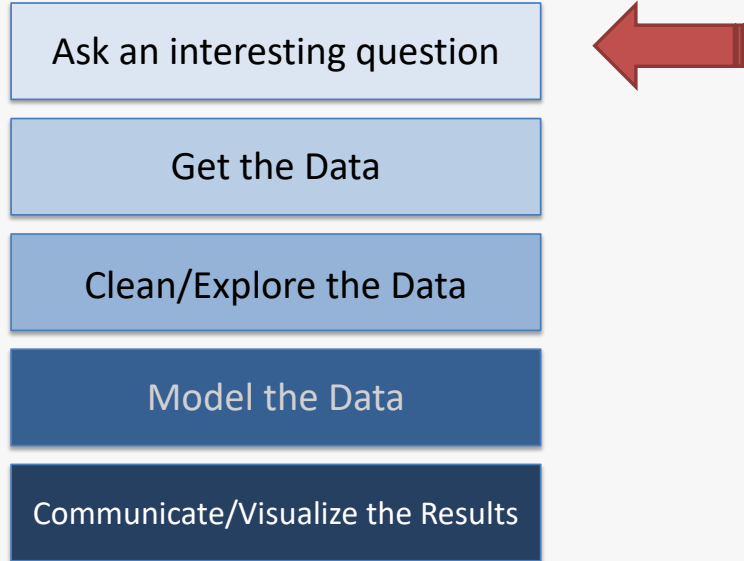 Ask an interesting question
Get the Data
Clean/Explore the Data
Model the Data
Communicate/Visualize the Results